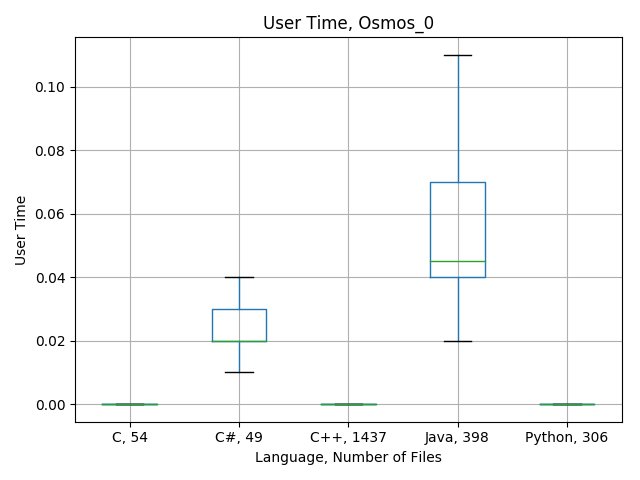 User Time, Osmos_0
User Time
0.10
0.08
0.06
0.04
0.02
0.00
C, 54
C#, 49
C++, 1437
Java, 398
Python, 306
Language, Number of Files